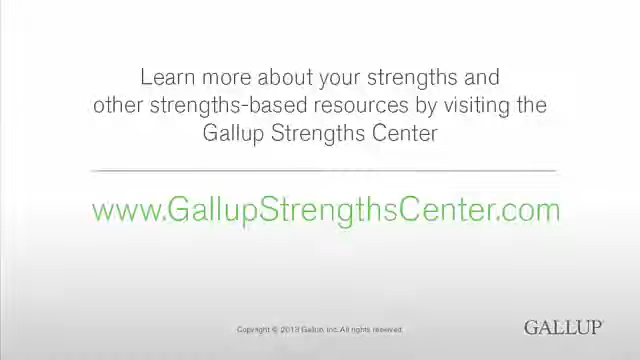 Learn more about your strengths and
other strengths-based resources by visiting the
Gallup Strengths Center
www.GallupStrengthsCenter.com
Copyright © 2013 Gallup, Inc. All rights reserved.
GALLUP®